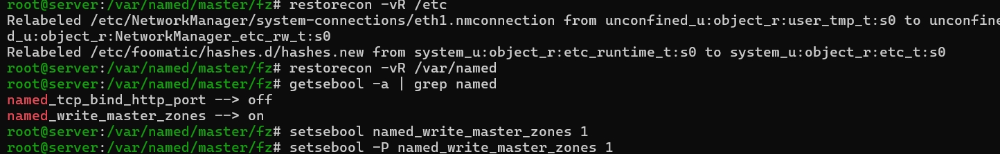 root@server:/var/named/master/fz# restorecon -vR /etc
Relabeled /etc/NetworkManager/system-connections/eth1.nmconnection from unconfined_u:object_r:user_tmp_t:s0 to unconfine
d_u:object_r:NetworkManager_etc_rw_t:s0
Relabeled /etc/foomatic/hashes.d/hashes.new from system_u:object_r:etc_runtime_t:s0 to system_u:object_r:etc_t:s0
root@server:/var/named/master/fz# restorecon -vR /var/named
root@server:/var/named/master/fz# getsebool -a | grep named
named_tcp_bind_http_port --> off
named_write_master_zones --> on
root@server:/var/named/master/fz# setsebool named_write_master_zones 1
root@server:/var/named/master/fz# setsebool -P named_write_master_zones 1